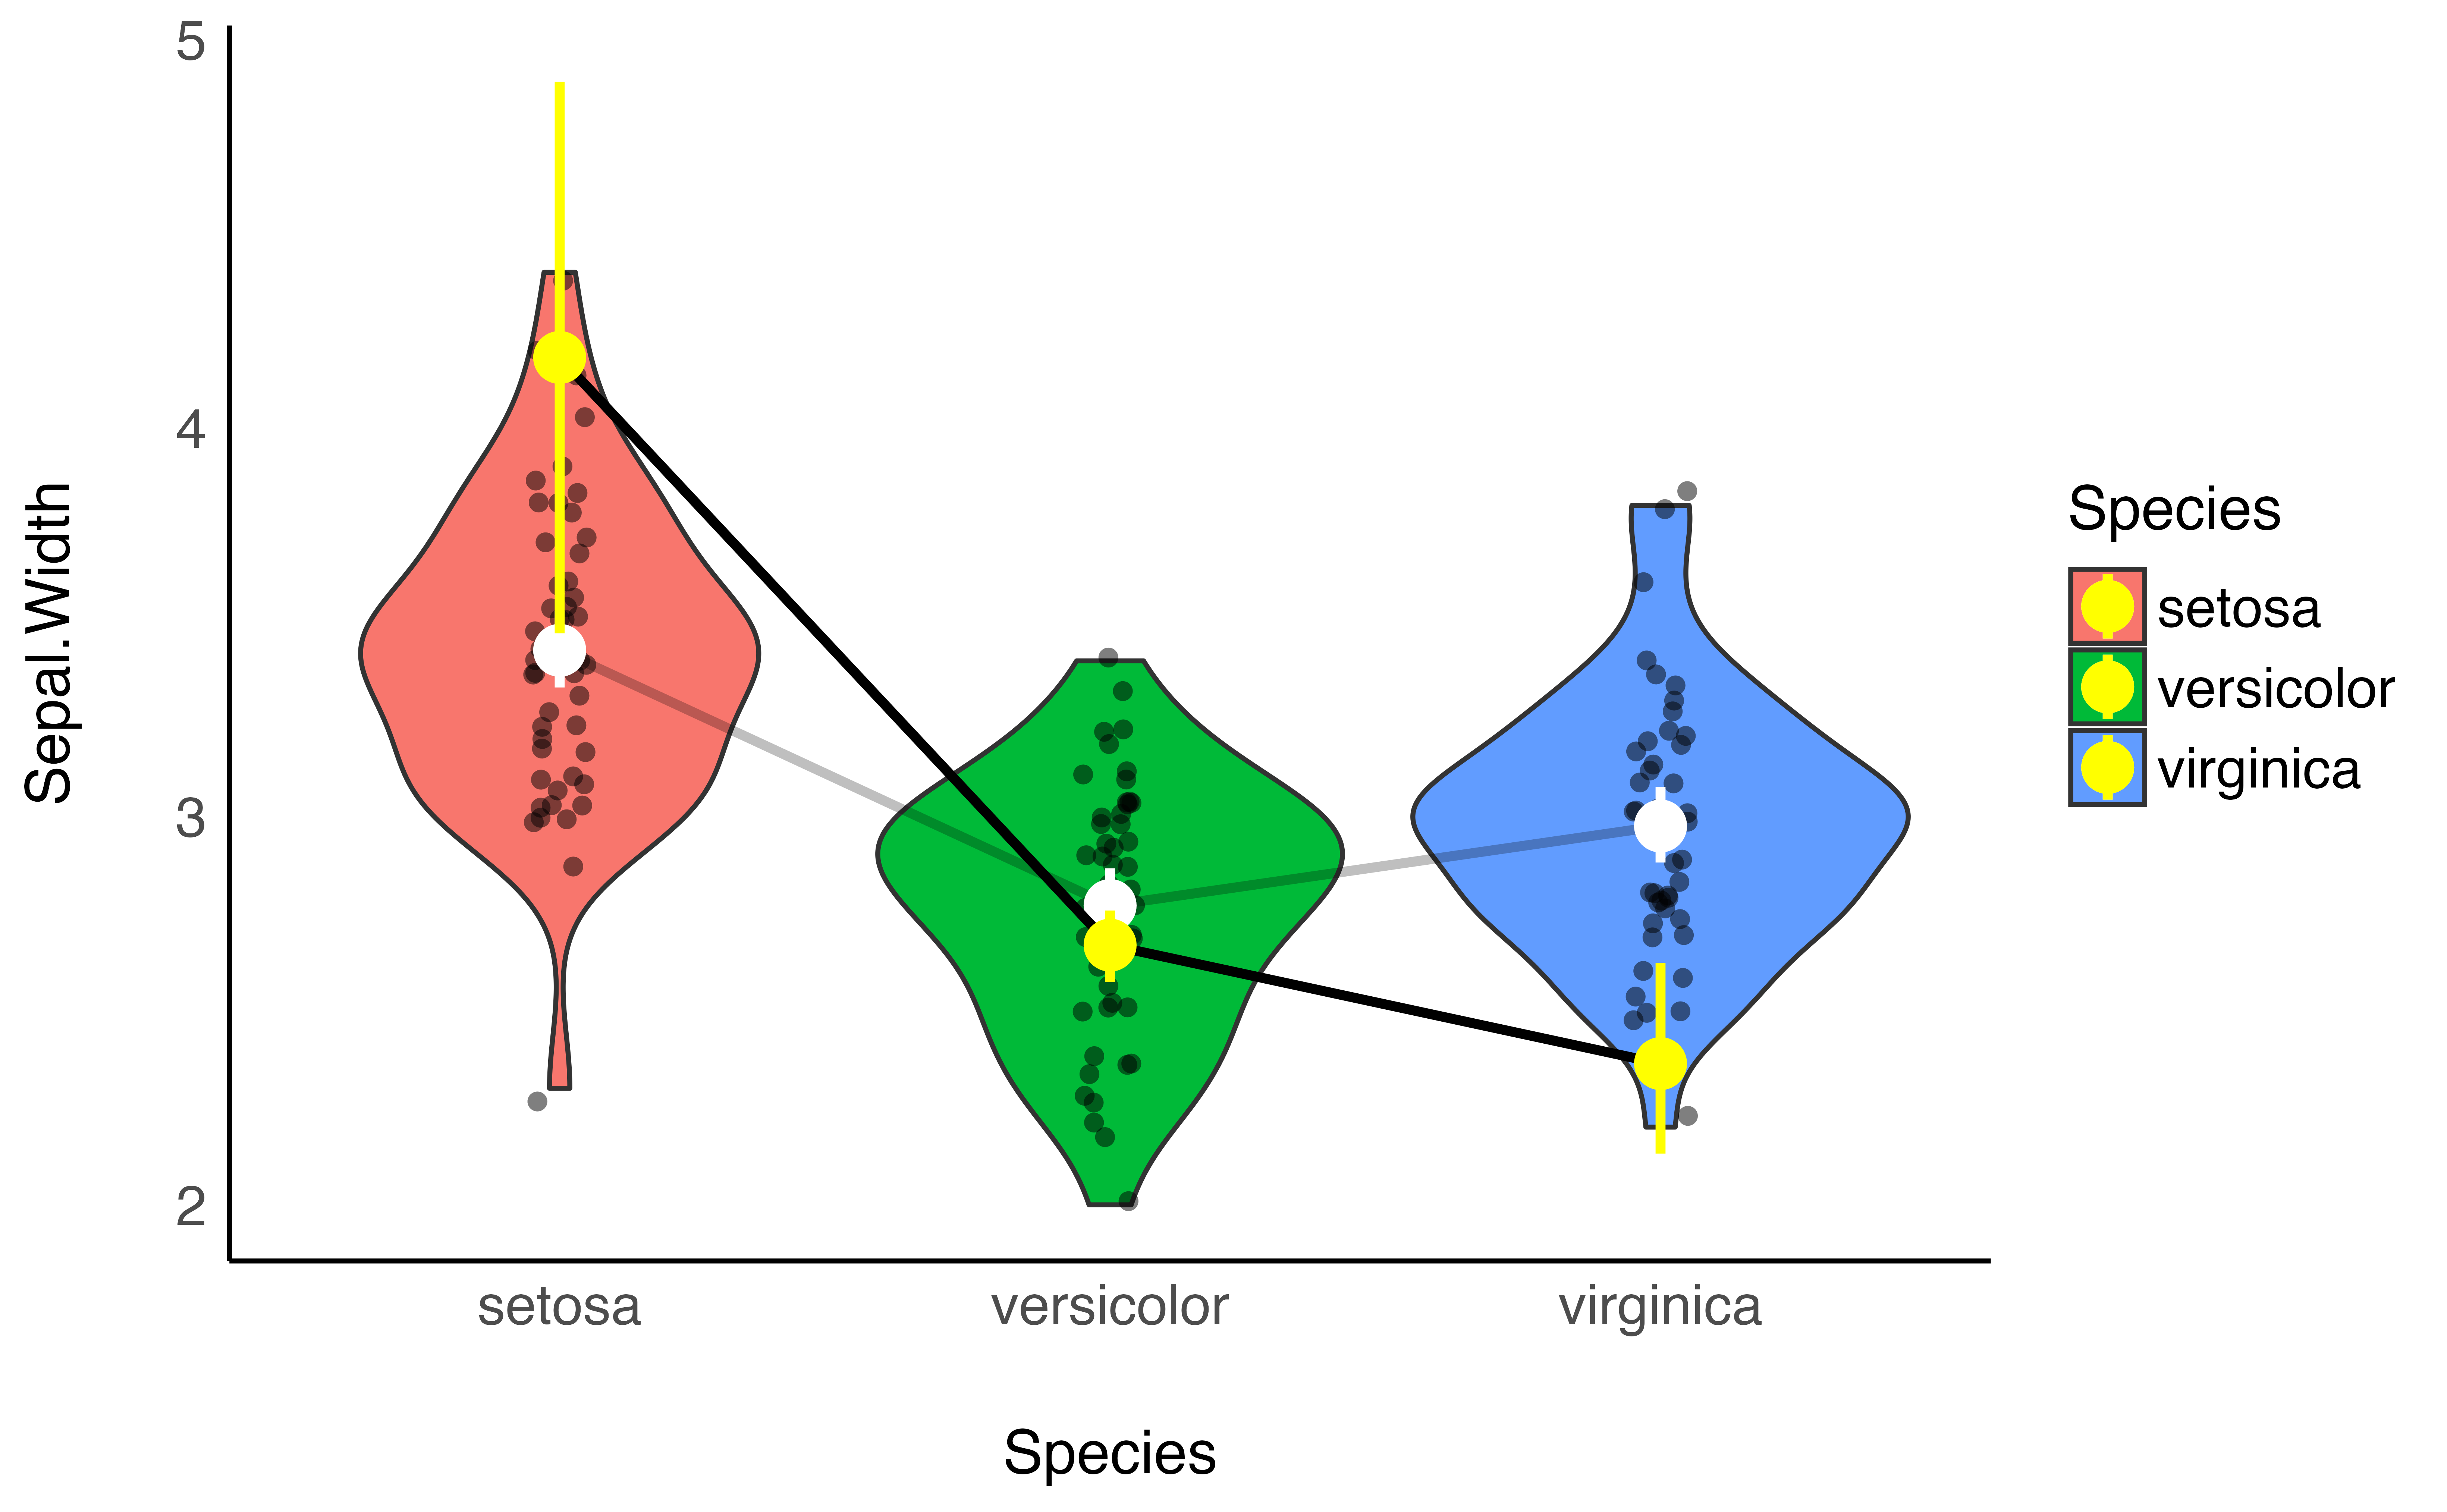 Sepal.Width
5
4
3
2
setosa
versicolor
virginica
Species
Species
setosa
versicolor
virginica